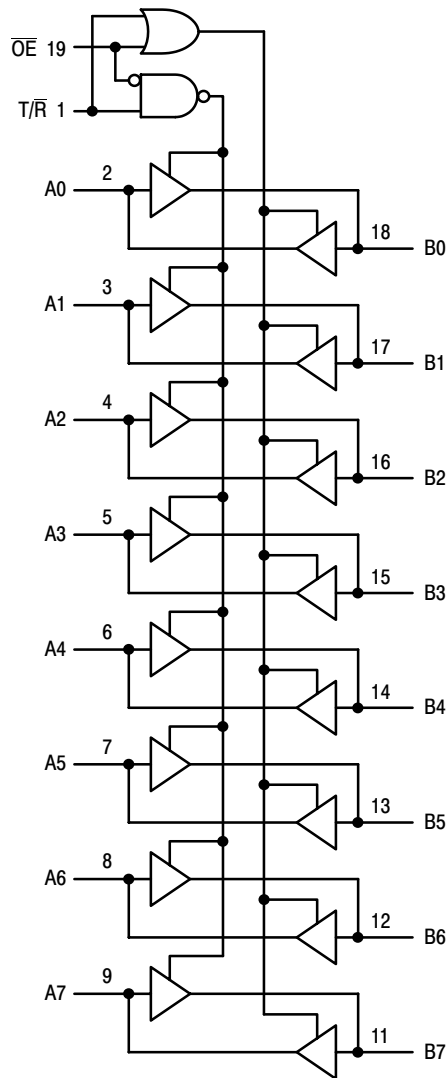 O̅E̅ 19
T/R̅ 1
A0 2
18 B0
A1 3
17 B1
A2 4
16 B2
A3 5
15 B3
A4 6
14 B4
A5 7
13 B5
A6 8
12 B6
A7 9
11 B7